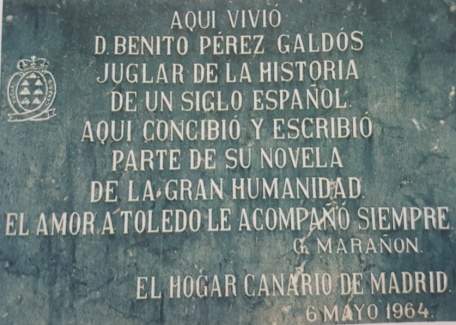 AQUI VIVIÓ
D. BENITO PÉREZ GALDÓS
JUGLAR DE LA HISTORIA
DE UN SIGLO ESPAÑOL.
AQUI CONCIBIÓ Y ESCRIBIÓ
PARTE DE SU NOVELA
DE LA GRAN HUMANIDAD.
EL AMOR A TOLEDO LE ACOMPAÑÓ SIEMPRE.
G. MARAÑON.
EL HOGAR CANARIO DE MADRID.
6 MAYO 1964.